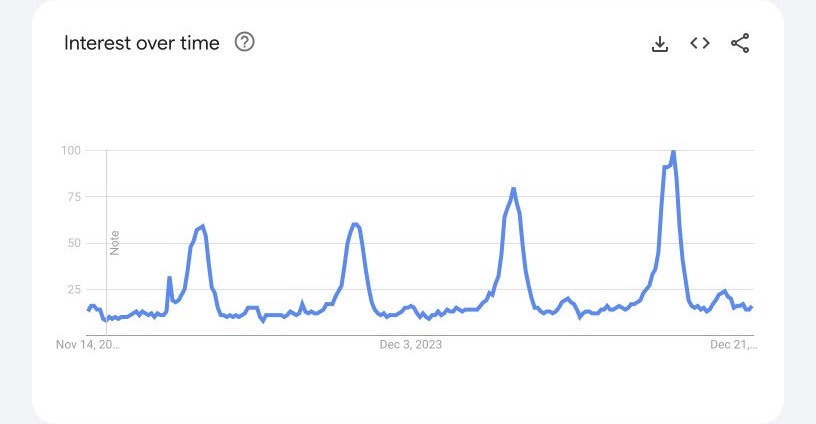 Interest over time
100
75
50
25
Note
Nov 14, 20...
Dec 3, 2023
Dec 21,...